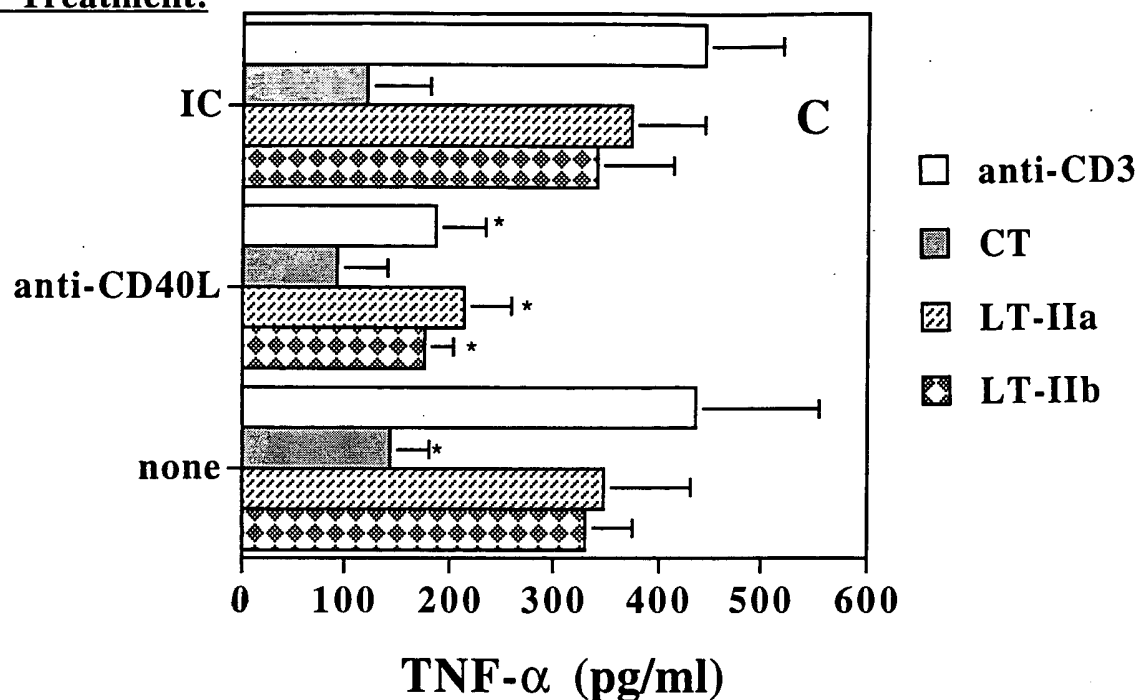 Treatment:
C
IC
*
anti-CD40L
*
*
none
*
0 100 200 300 400 500 600
TNF-α (pg/ml)
anti-CD3
CT
LT-IIa
LT-IIb